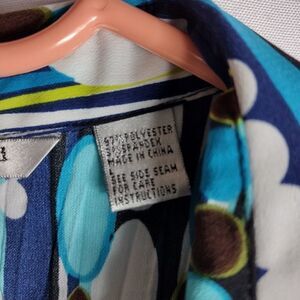 97%POLYESTER
3%SPANDEX
MADE IN CHINA
L
SEE SIDE SEAM
FOR CARE
INSTRUCTIONS